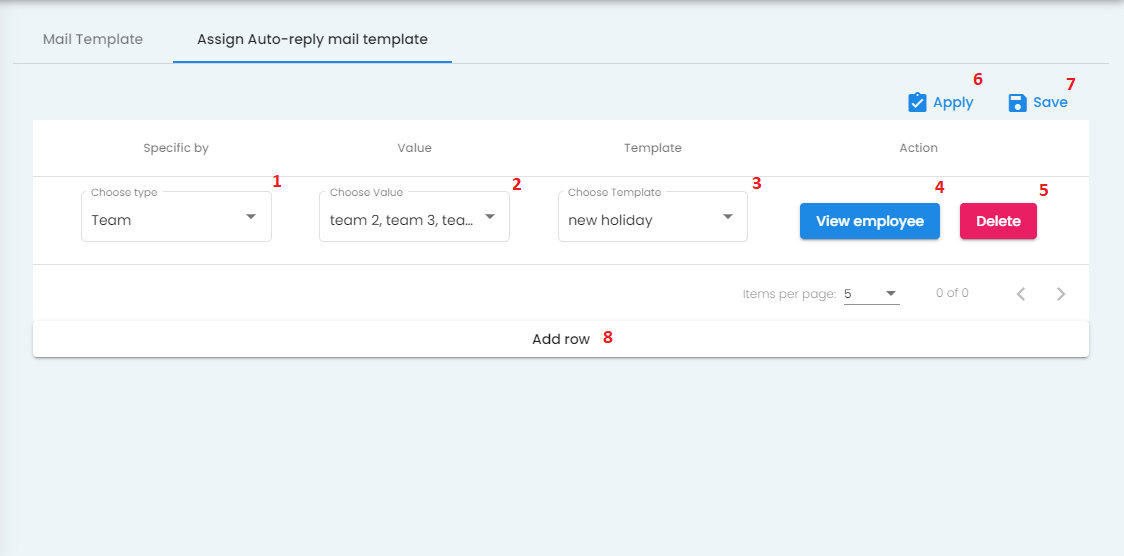 Mail Template
Assign Auto-reply mail template
6
7
Apply
Save
Specific by
Value
Template
Action
1
2
3
4
5
Choose type
Choose Value
Choose Template
Team
team 2, team 3, tea...
new holiday
View employee
Delete
Items per page:
5
0 of 0
Add row
8